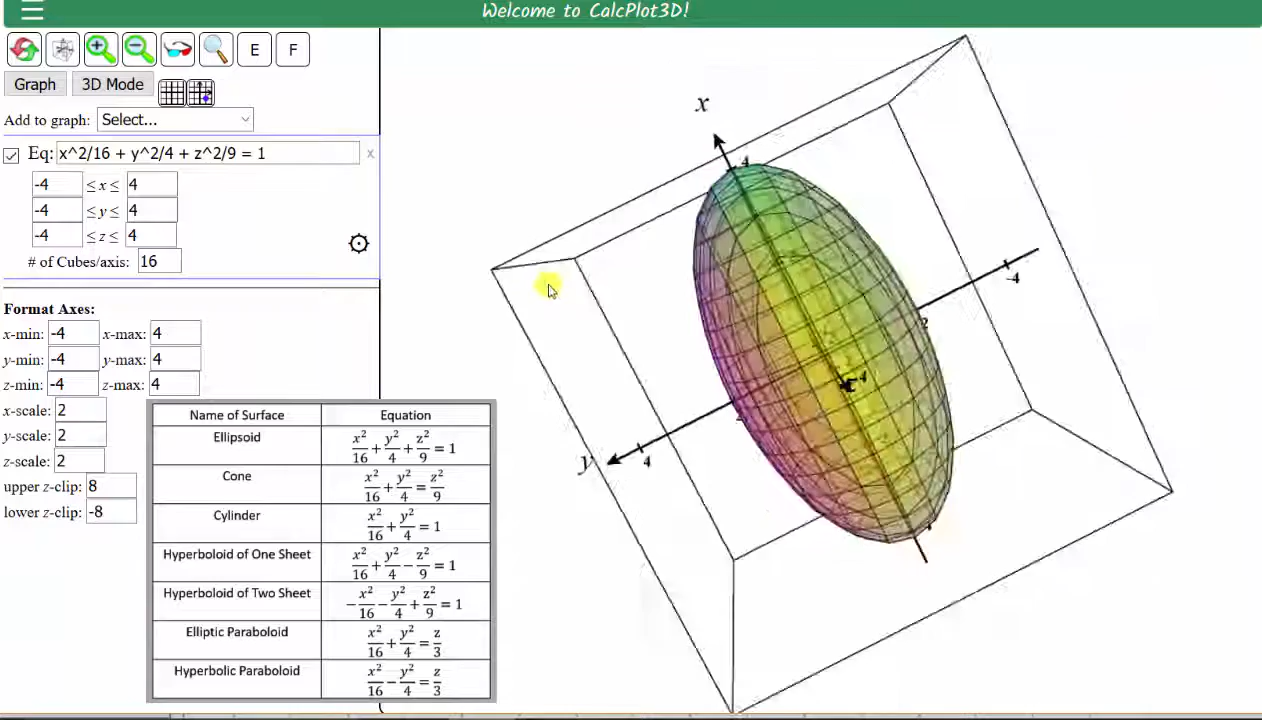 Welcome to CalcPlot3D!
E F
Graph 3D Mode
Add to graph: Select...
Eq: x^2/16 + y^2/4 + z^2/9 = 1 x
-4 ≤ x ≤ 4
-4 ≤ y ≤ 4
-4 ≤ z ≤ 4
# of Cubes/axis: 16
Format Axes:
x-min: -4 x-max: 4
y-min: -4 y-max: 4
z-min: -4 z-max: 4
x-scale: 2
y-scale: 2
z-scale: 2
upper z-clip: 8
lower z-clip: -8
Name of Surface Equation
Ellipsoid x²/16 + y²/4 + z²/9 = 1
Cone x²/16 + y²/4 = z²/9
Cylinder x²/16 + y²/4 = 1
Hyperboloid of One Sheet x²/16 + y²/4 − z²/9 = 1
Hyperboloid of Two Sheet −x²/16 − y²/4 + z²/9 = 1
Elliptic Paraboloid x²/16 + y²/4 = z/3
Hyperbolic Paraboloid x²/16 − y²/4 = z/3
x
4
-4
2
y
4